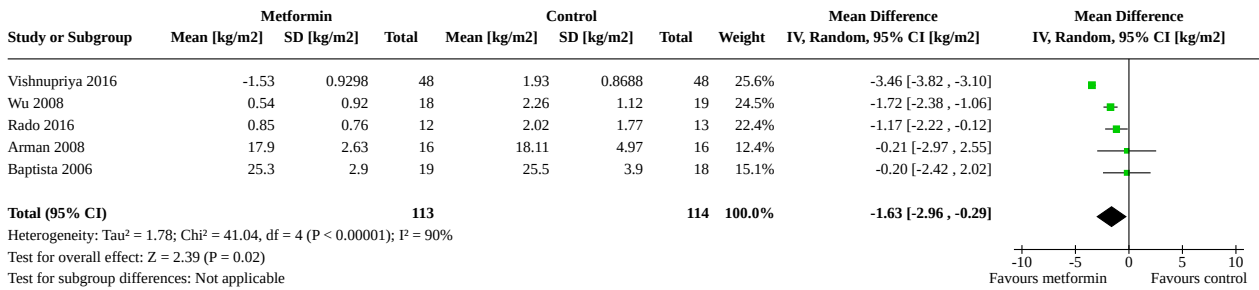 Metformin Control Mean Difference Mean Difference
Study or Subgroup Mean [kg/m2] SD [kg/m2] Total Mean [kg/m2] SD [kg/m2] Total Weight IV, Random, 95% CI [kg/m2] IV, Random, 95% CI [kg/m2]
Vishnupriya 2016 -1.53 0.9298 48 1.93 0.8688 48 25.6% -3.46 [-3.82 , -3.10]
Wu 2008 0.54 0.92 18 2.26 1.12 19 24.5% -1.72 [-2.38 , -1.06]
Rado 2016 0.85 0.76 12 2.02 1.77 13 22.4% -1.17 [-2.22 , -0.12]
Arman 2008 17.9 2.63 16 18.11 4.97 16 12.4% -0.21 [-2.97 , 2.55]
Baptista 2006 25.3 2.9 19 25.5 3.9 18 15.1% -0.20 [-2.42 , 2.02]
Total (95% CI) 113 114 100.0% -1.63 [-2.96 , -0.29]
Heterogeneity: Tau² = 1.78; Chi² = 41.04, df = 4 (P < 0.00001); I² = 90%
Test for overall effect: Z = 2.39 (P = 0.02)
Test for subgroup differences: Not applicable
-10 -5 0 5 10
Favours metformin Favours control